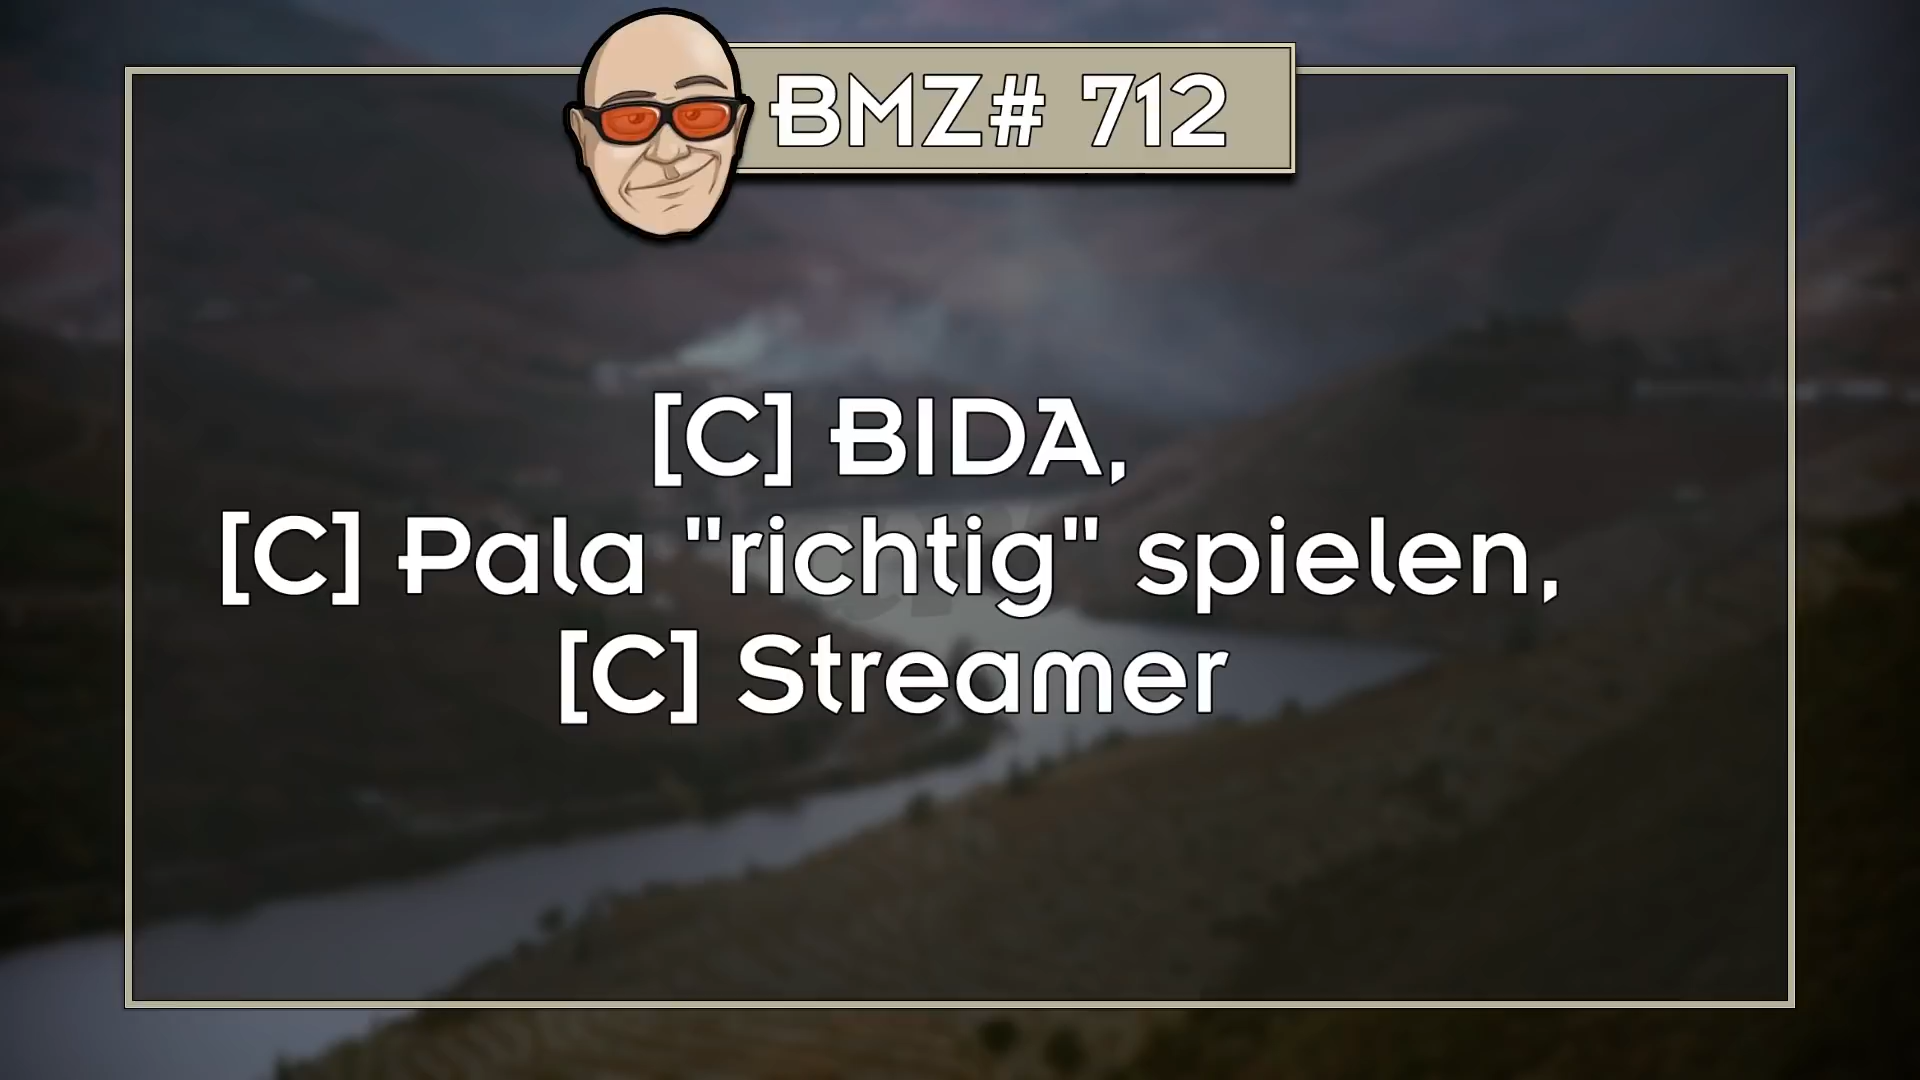 BMZ# 712
[C] BIDA,
[C] Pala "richtig" spielen,
[C] Streamer